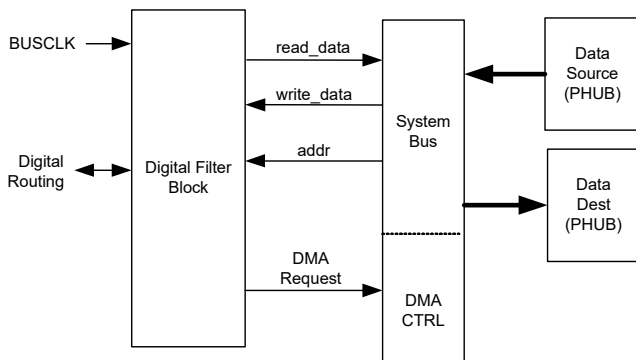 BUSCLK
Digital
Routing
Digital Filter
Block
read_data
write_data
addr
DMA
Request
System
Bus
DMA
CTRL
Data
Source
(PHUB)
Data
Dest
(PHUB)